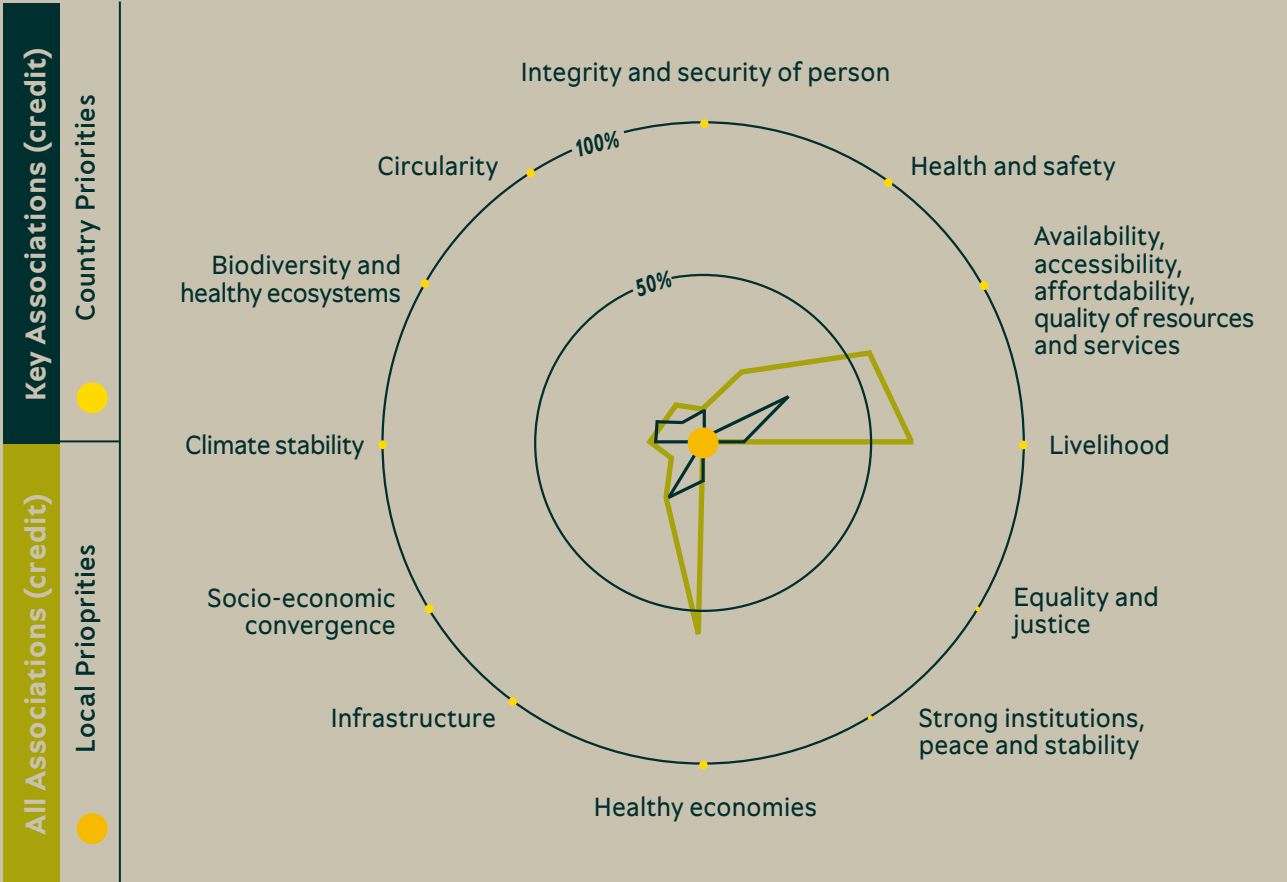 Key Associations (credit)
Country Priorities
All Associations (credit)
Local Prioprities
Integrity and security of person
100%
Circularity
Health and safety
Availability,
accessibility,
affortdability,
quality of resources
and services
Biodiversity and
healthy ecosystems
50%
Climate stability
Livelihood
Socio-economic
convergence
Equality and
justice
Infrastructure
Strong institutions,
peace and stability
Healthy economies